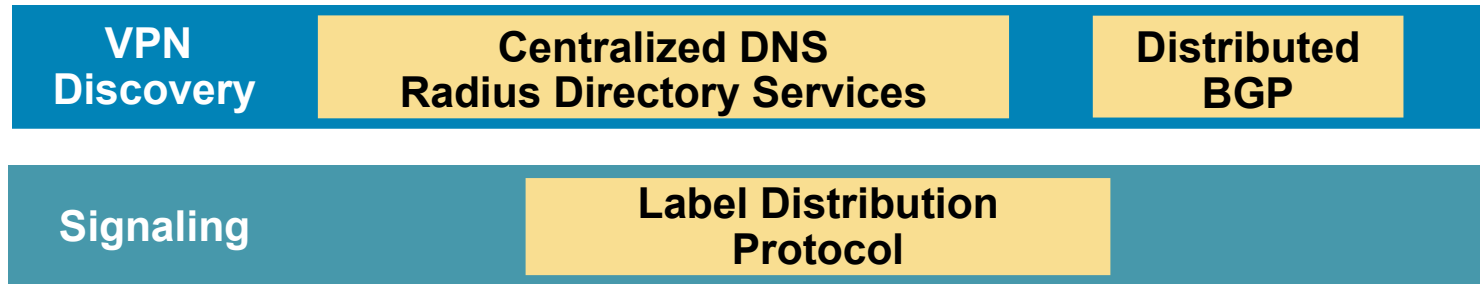 VPN
Discovery
Centralized DNS
Radius Directory Services
Distributed
BGP
Signaling
Label Distribution
Protocol